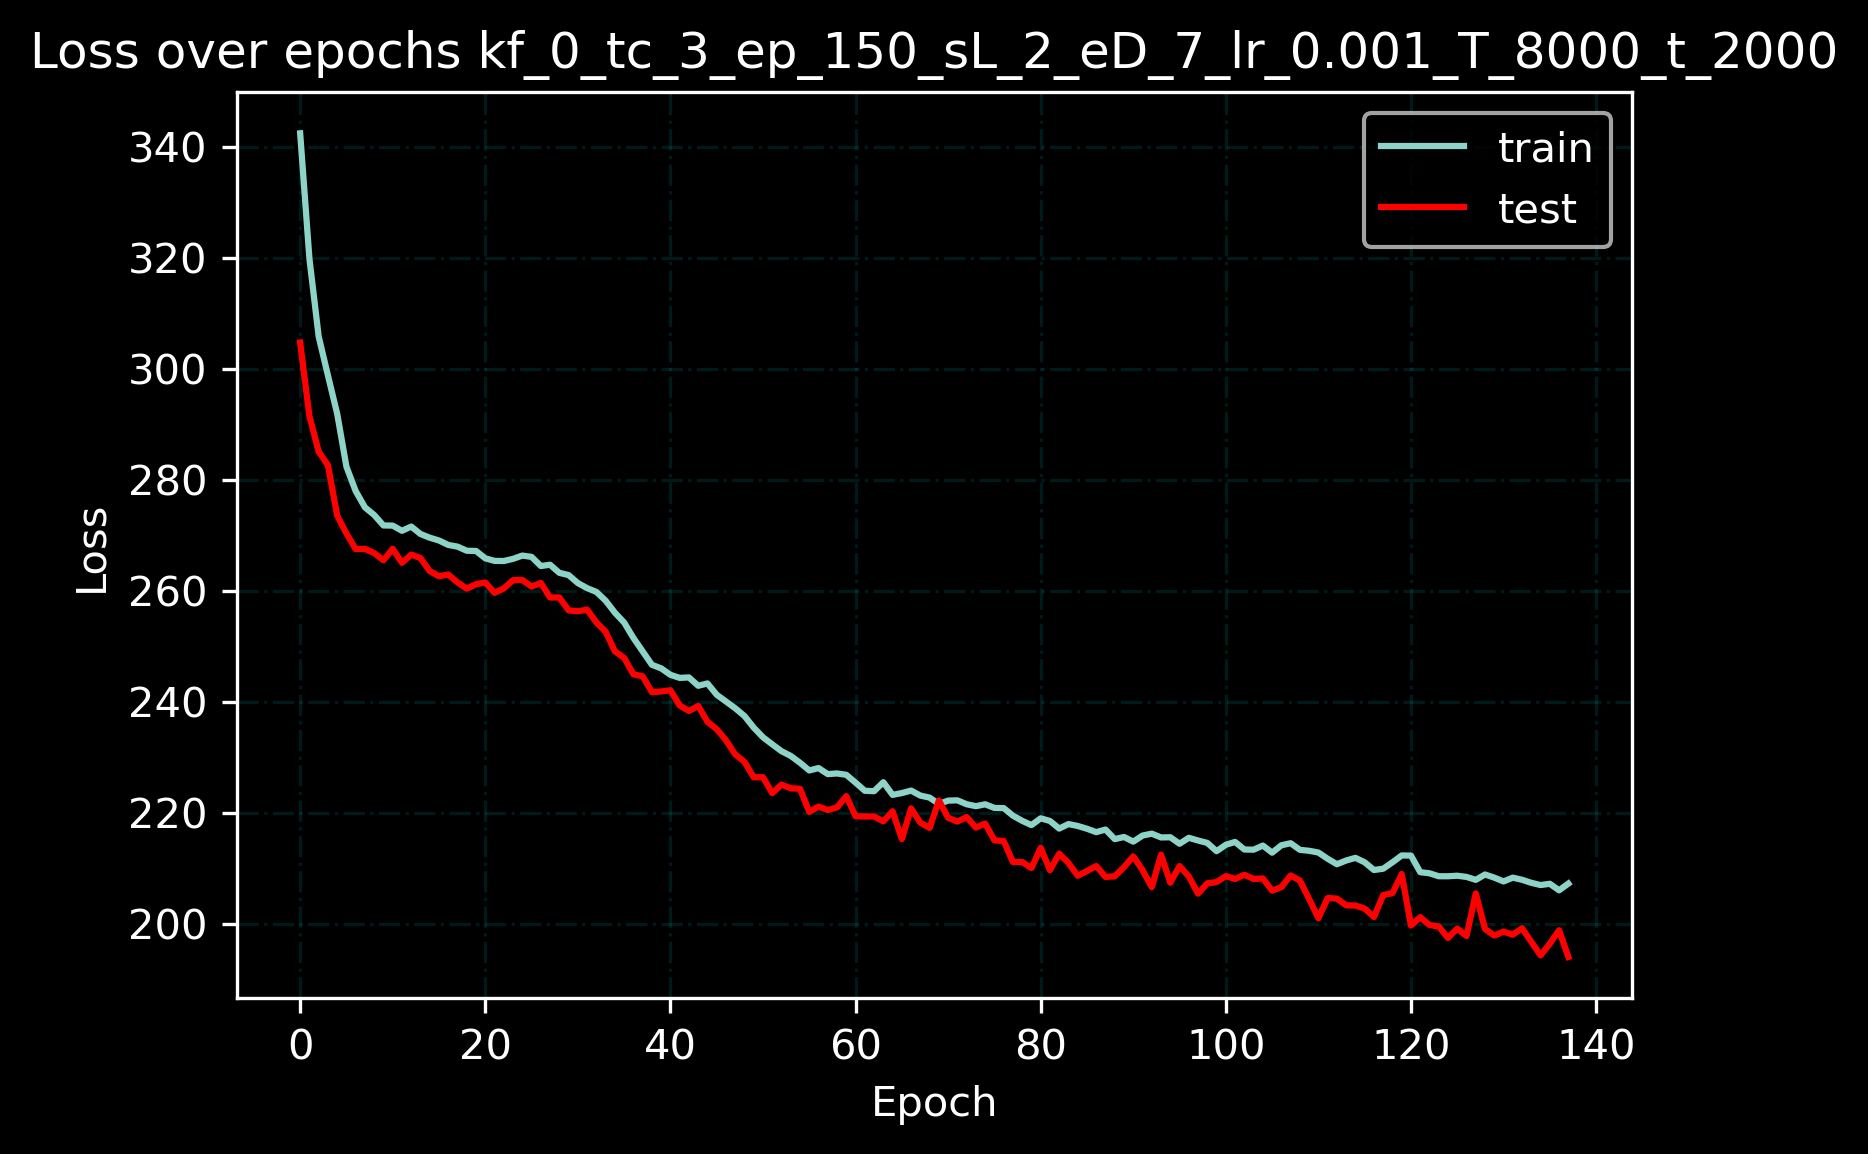 Loss over epochs kf_0_tc_3_ep_150_sL_2_eD_7_lr_0.001_T_8000_t_2000
train
test
340
320
300
280
260
240
220
200
Loss
0 20 40 60 80 100 120 140
Epoch